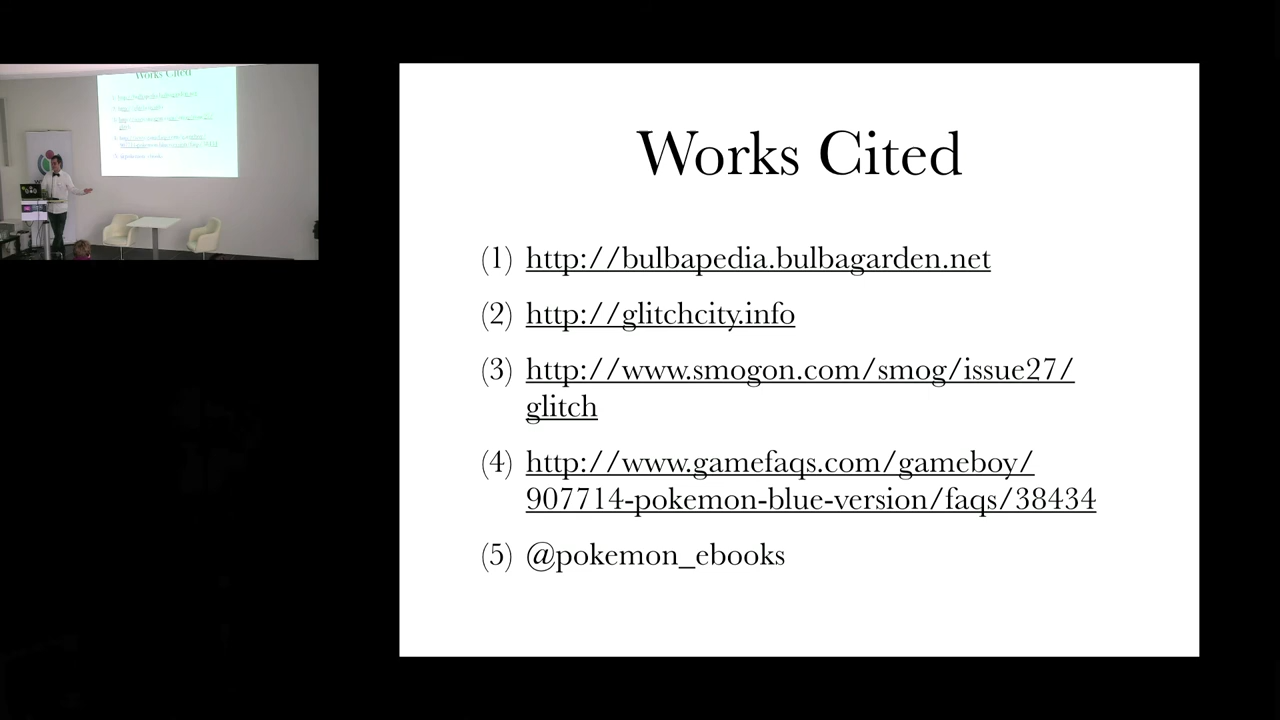 Works Cited
Works Cited
(1) http://bulbapedia.bulbagarden.net
(2) http://glitchcity.info
(3) http://www.smogon.com/smog/issue27/
glitch
(4) http://www.gamefaqs.com/gameboy/
907714-pokemon-blue-version/faqs/38434
(5) @pokemon_ebooks